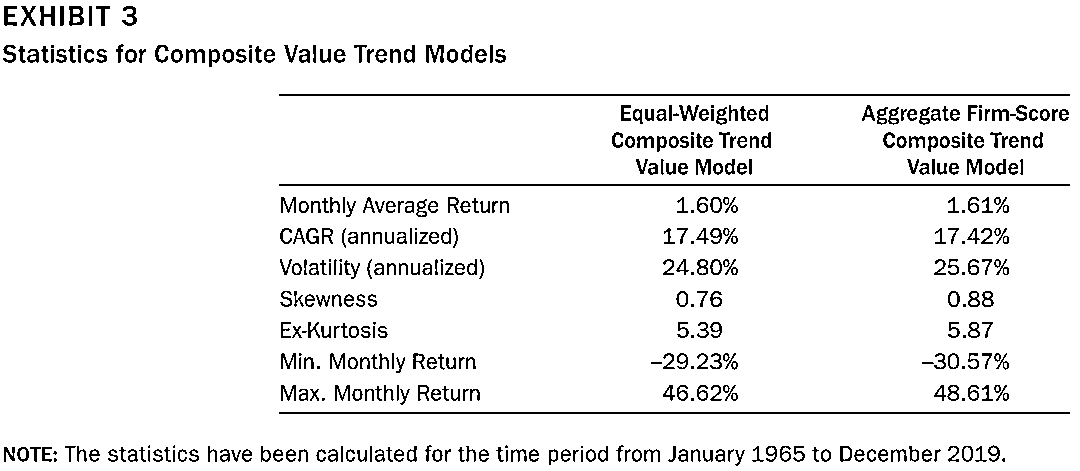 EXHIBIT 3
Statistics for Composite Value Trend Models
Equal-Weighted Composite Trend Value Model Aggregate Firm-Score Composite Trend Value Model
Monthly Average Return 1.60% 1.61%
CAGR (annualized) 17.49% 17.42%
Volatility (annualized) 24.80% 25.67%
Skewness 0.76 0.88
Ex-Kurtosis 5.39 5.87
Min. Monthly Return –29.23% –30.57%
Max. Monthly Return 46.62% 48.61%
NOTE: The statistics have been calculated for the time period from January 1965 to December 2019.